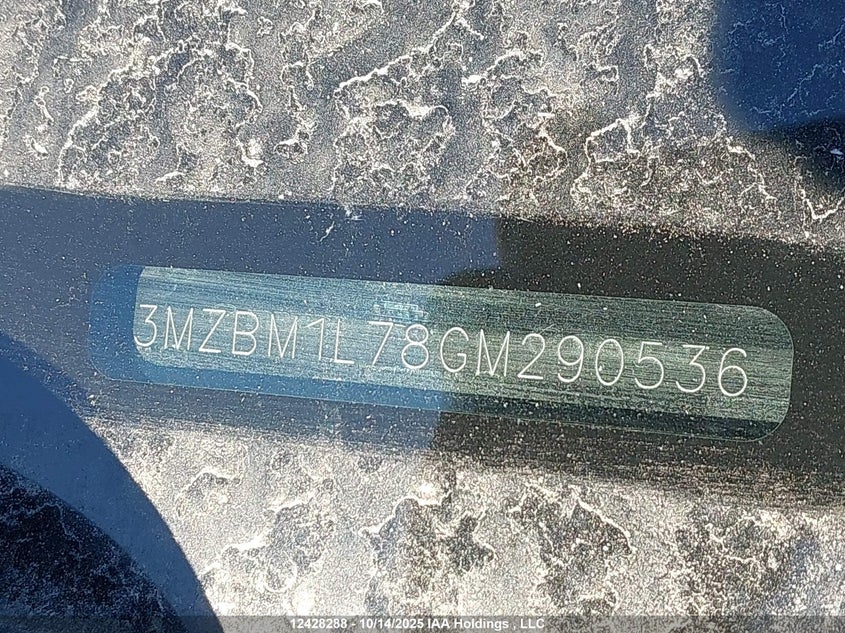 3MZBM1L78GM290536
12428288 - 10/14/2025 IAA Holdings, LLC